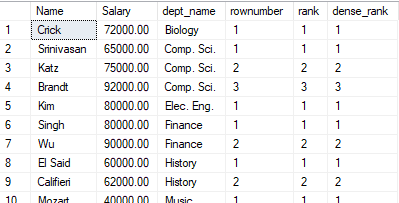 Name Salary dept_name rownumber rank dense_rank
1 Crick 72000.00 Biology 1 1 1
2 Srinivasan 65000.00 Comp. Sci. 1 1 1
3 Katz 75000.00 Comp. Sci. 2 2 2
4 Brandt 92000.00 Comp. Sci. 3 3 3
5 Kim 80000.00 Elec. Eng. 1 1 1
6 Singh 80000.00 Finance 1 1 1
7 Wu 90000.00 Finance 2 2 2
8 El Said 60000.00 History 1 1 1
9 Califieri 62000.00 History 2 2 2
10 Mozart 40000.00 Music 1 1 1